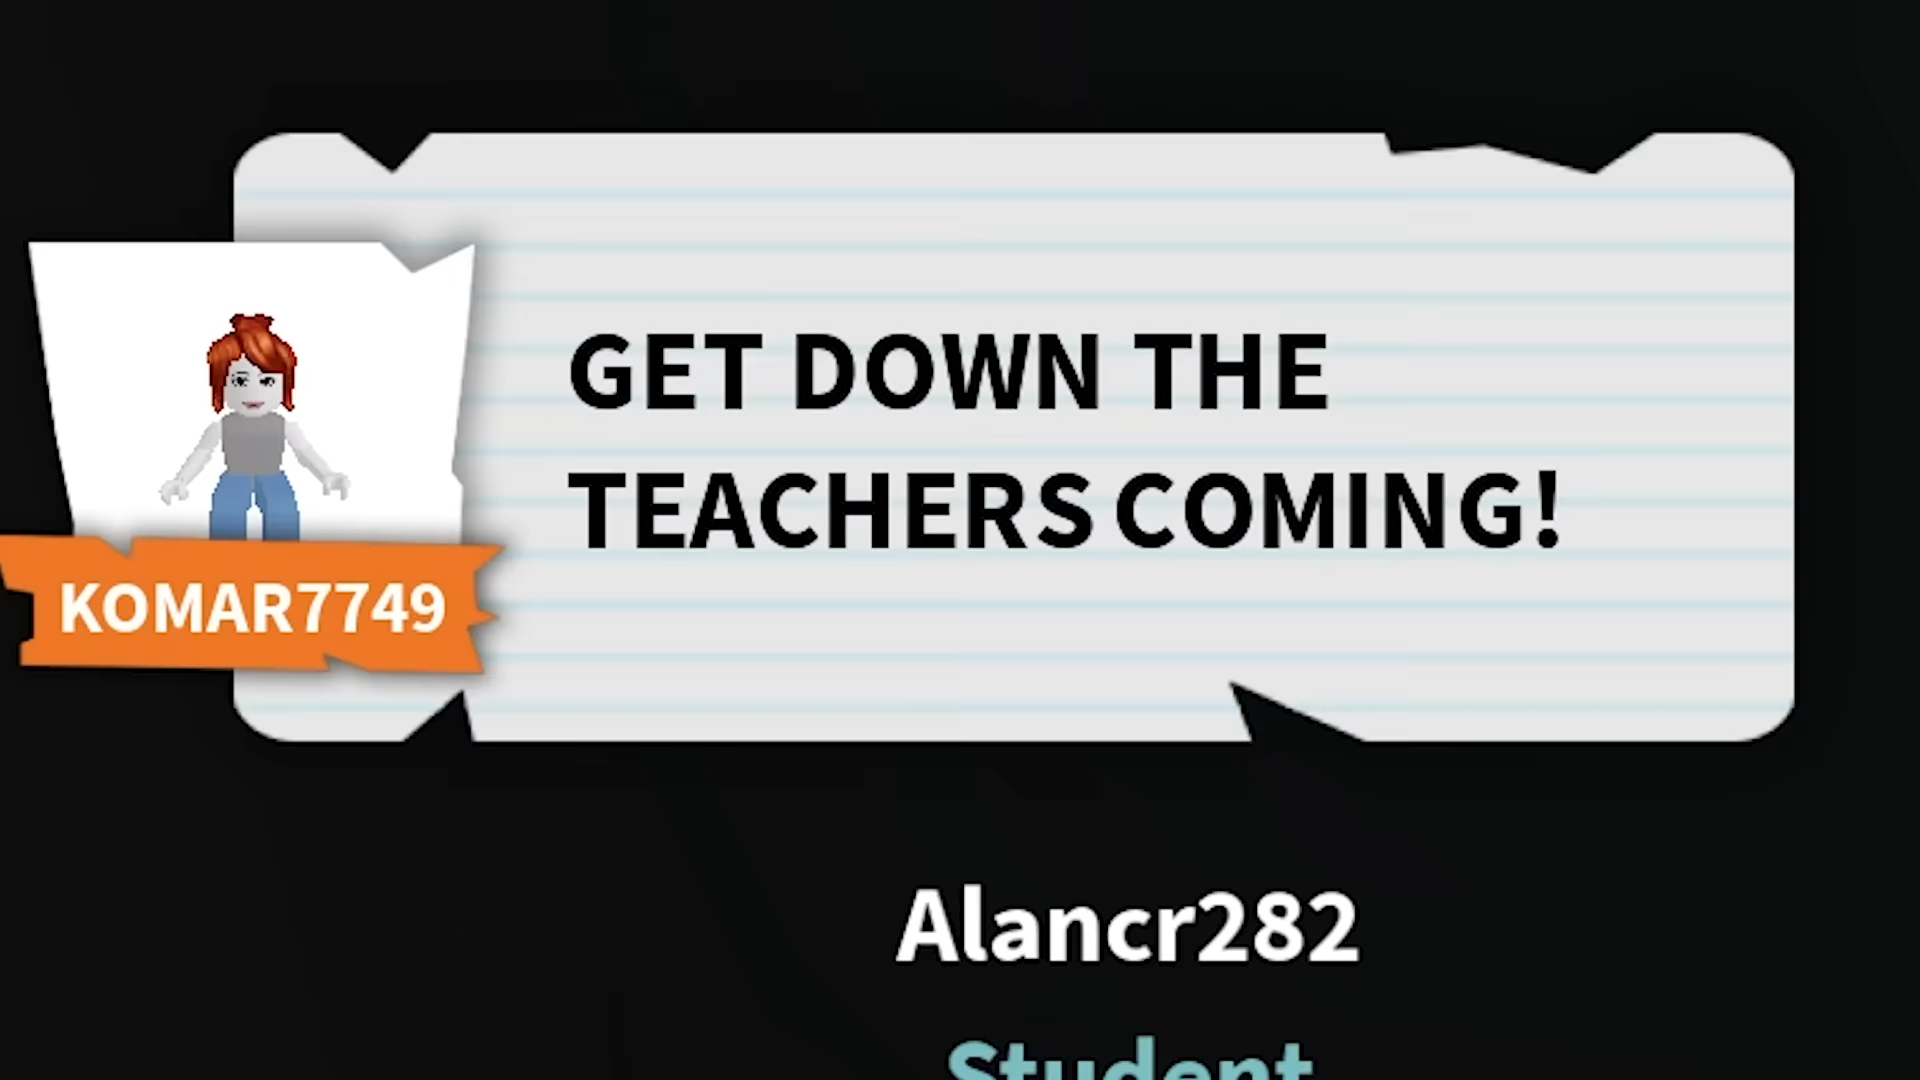 GET DOWN THE
TEACHERS COMING!
KOMAR7749
Alancr282
Student